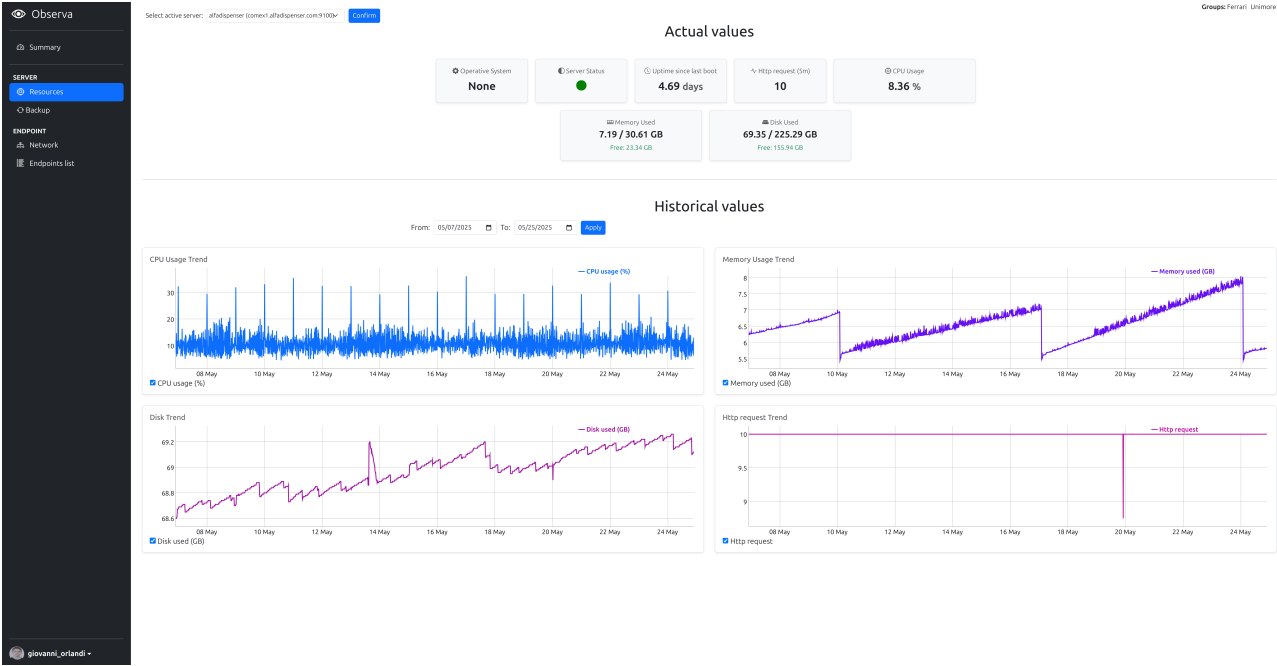 Observa
Summary
SERVER
Resources
Backup
ENDPOINT
Network
Endpoints list
giovanni_orlandi
Select active server: alfadispenser (comex1.alfadispenser.com:9100) Confirm
Groups: Ferrari Unimore
Actual values
Operative System
None
Server Status
Uptime since last boot
4.69 days
Http request (5m)
10
CPU Usage
8.36 %
Memory Used
7.19 / 30.61 GB
Free: 23.34 GB
Disk Used
69.35 / 225.29 GB
Free: 155.94 GB
Historical values
From: 05/07/2025 To: 05/25/2025 Apply
CPU Usage Trend
CPU usage (%)
30
20
10
08 May 10 May 12 May 14 May 16 May 18 May 20 May 22 May 24 May
CPU usage (%)
Memory Usage Trend
Memory used (GB)
8
7.5
7
6.5
6
5.5
08 May 10 May 12 May 14 May 16 May 18 May 20 May 22 May 24 May
Memory used (GB)
Disk Trend
Disk used (GB)
69.2
69
68.8
68.6
08 May 10 May 12 May 14 May 16 May 18 May 20 May 22 May 24 May
Disk used (GB)
Http request Trend
Http request
10
9.5
9
08 May 10 May 12 May 14 May 16 May 18 May 20 May 22 May 24 May
Http request